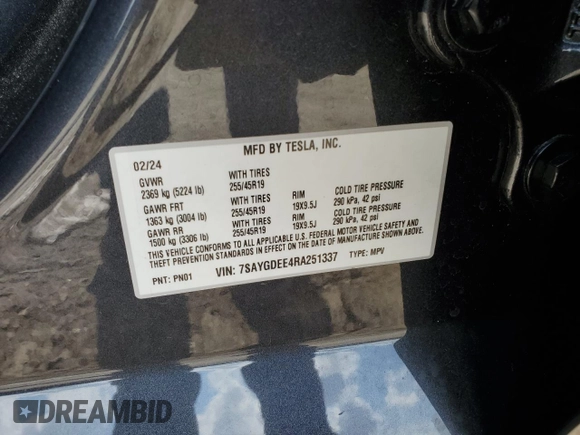 MFD BY TESLA, INC.
02/24
GVWR WITH TIRES
2369 kg (5224 lb) 255/45R19
GAWR FRT WITH TIRES RIM COLD TIRE PRESSURE
1363 kg (3004 lb) 255/45R19 19X9.5J 290 kPa, 42 psi
GAWR RR WITH TIRES RIM COLD TIRE PRESSURE
1500 kg (3306 lb) 255/45R19 19X9.5J 290 kPa, 42 psi
THIS VEHICLE CONFORMS TO ALL APPLICABLE U.S. FEDERAL MOTOR VEHICLE SAFETY AND
THEFT PREVENTION STANDARDS IN EFFECT ON THE DATE OF MANUFACTURE SHOWN ABOVE.
PNT: PN01 VIN: 7SAYGDEE4RA251337 TYPE: MPV
DREAMBID